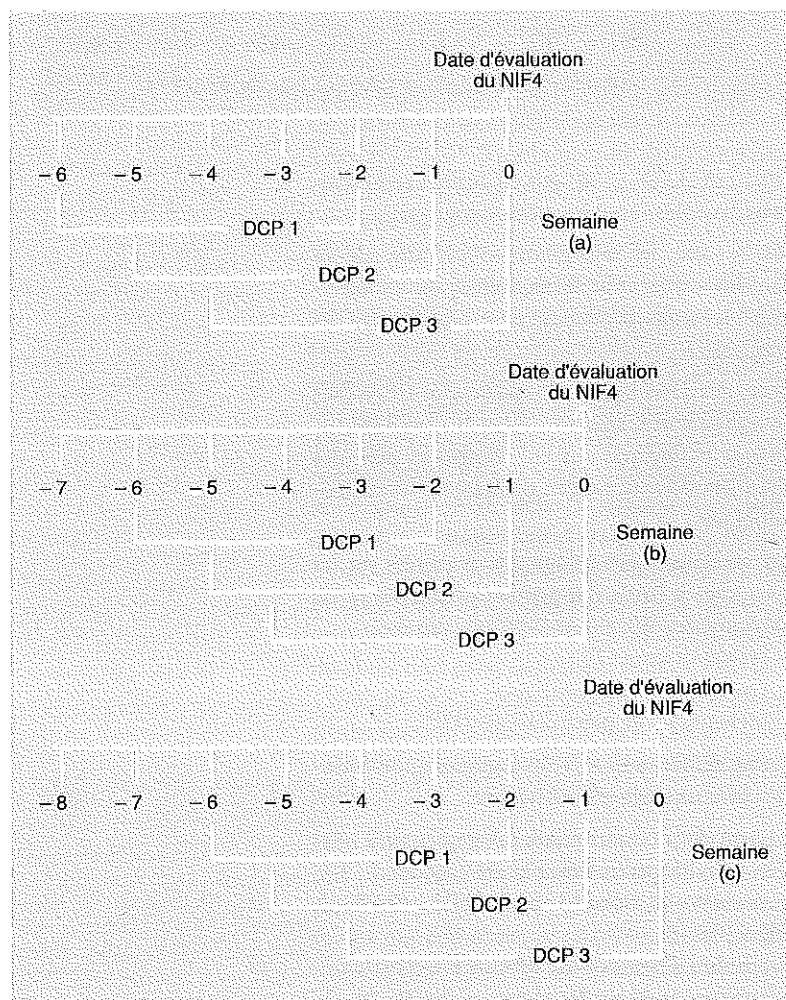 Date d'évaluation
du NIF4
−6 −5 −4 −3 −2 −1 0
DCP 1
Semaine
(a)
DCP 2
DCP 3
Date d'évaluation
du NIF4
−7 −6 −5 −4 −3 −2 −1 0
DCP 1
Semaine
(b)
DCP 2
DCP 3
Date d'évaluation
du NIF4
−8 −7 −6 −5 −4 −3 −2 −1 0
DCP 1
Semaine
(c)
DCP 2
DCP 3